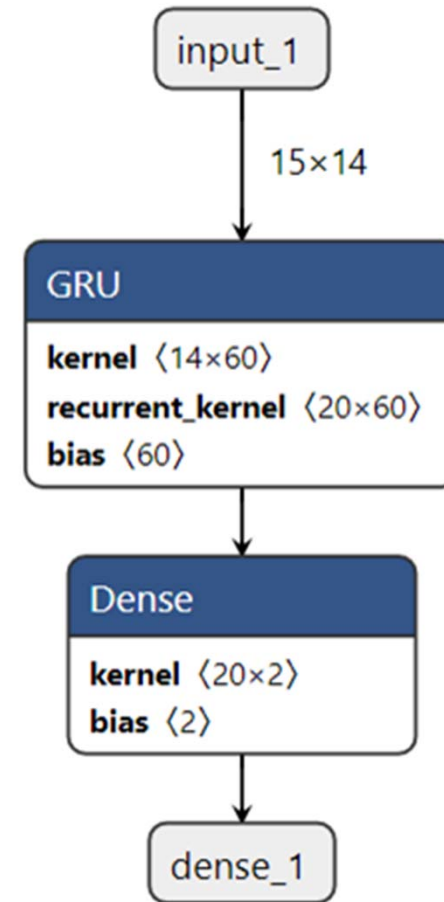 input_1
15×14
GRU
kernel 〈14×60〉
recurrent_kernel 〈20×60〉
bias 〈60〉
Dense
kernel 〈20×2〉
bias 〈2〉
dense_1